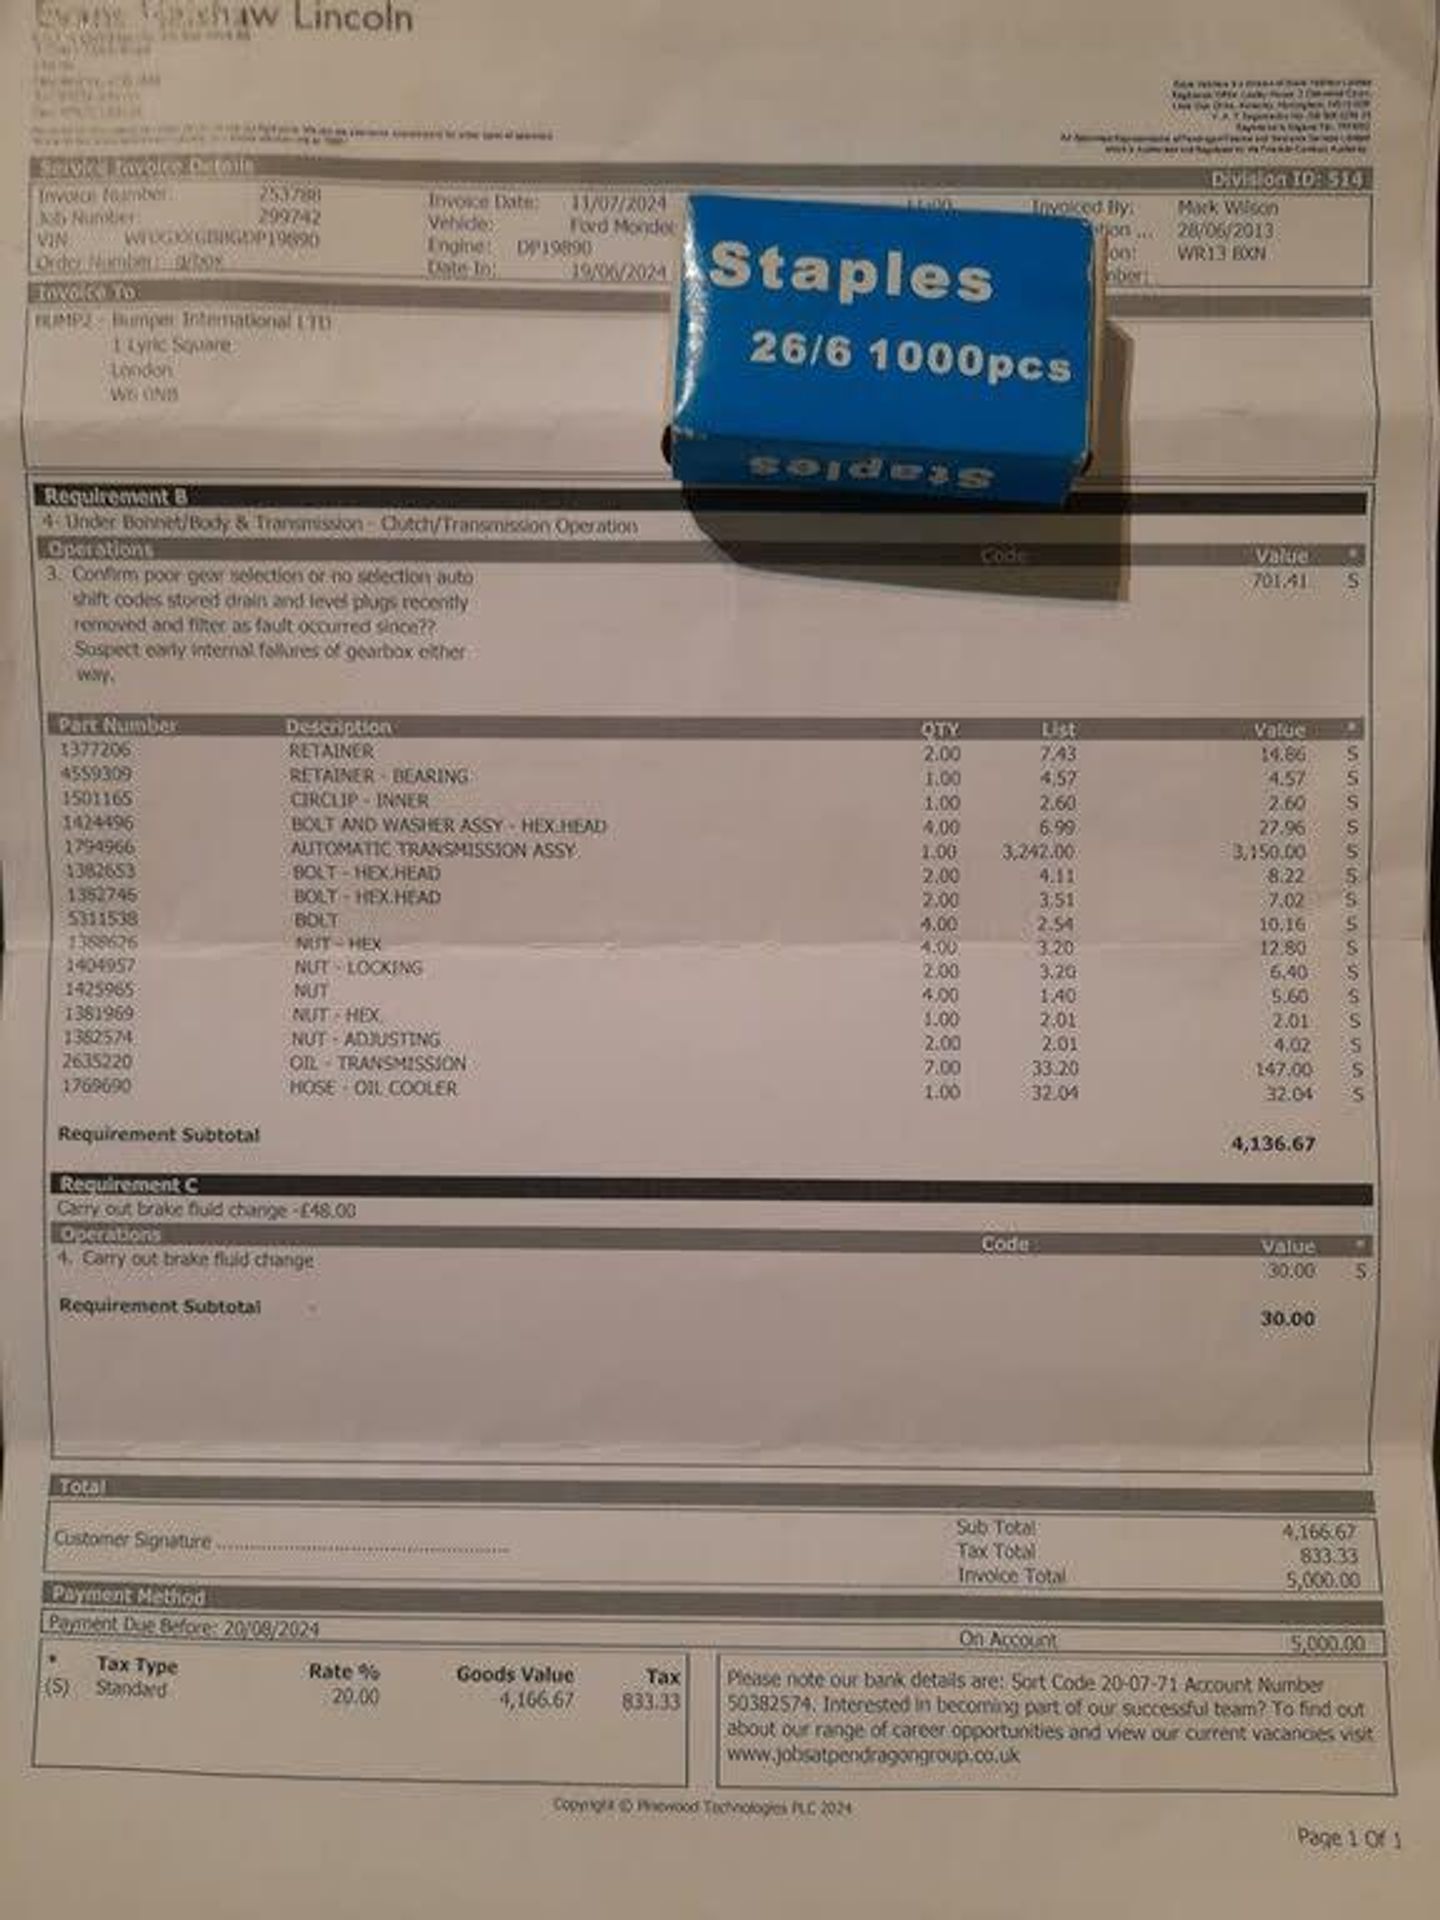 Evans Halshaw Lincoln
Service Invoice Details
Division ID: 514
Invoice Number: 253788 Invoice Date: 11/07/2024 11:00 Invoiced By: Mark Wilson
Job Number: 299742 Vehicle: Ford Mondeo 28/06/2013
VIN Engine: DP19890 WR13 BXN
Order Number: g/box Date In: 19/06/2024
Invoice To
BUMP2 - Bumper International LTD
1 Lyric Square
London
W6 0NB
Staples
26/6 1000pcs
Staples
Requirement B
4- Under Bonnet/Body & Transmission - Clutch/Transmission Operation
Operations Code Value *
3. Confirm poor gear selection or no selection auto 701.41 S
shift codes stored drain and level plugs recently
removed and filter as fault occurred since??
Suspect early internal failures of gearbox either
way.
Part Number Description QTY List Value *
1377206 RETAINER 2.00 7.43 14.86 S
4559309 RETAINER - BEARING 1.00 4.57 4.57 S
1501165 CIRCLIP - INNER 1.00 2.60 2.60 S
1424496 BOLT AND WASHER ASSY - HEX.HEAD 4.00 6.99 27.96 S
1794966 AUTOMATIC TRANSMISSION ASSY 1.00 3,242.00 3,150.00 S
1382653 BOLT - HEX.HEAD 2.00 4.11 8.22 S
1382746 BOLT - HEX.HEAD 2.00 3.51 7.02 S
5311538 BOLT 4.00 2.54 10.16 S
1388626 NUT - HEX 4.00 3.20 12.80 S
1404957 NUT - LOCKING 2.00 3.20 6.40 S
1425965 NUT 4.00 1.40 5.60 S
1381969 NUT - HEX. 1.00 2.01 2.01 S
1382574 NUT - ADJUSTING 2.00 2.01 4.02 S
2635220 OIL - TRANSMISSION 7.00 33.20 147.00 S
1769690 HOSE - OIL COOLER 1.00 32.04 32.04 S
Requirement Subtotal 4,136.67
Requirement C
Carry out brake fluid change -£48.00
Operations Code Value *
4. Carry out brake fluid change 30.00 S
Requirement Subtotal 30.00
Total
Sub Total 4,166.67
Customer Signature Tax Total 833.33
Invoice Total 5,000.00
Payment Method
Payment Due Before: 20/08/2024 On Account 5,000.00
* Tax Type Rate % Goods Value Tax
(S) Standard 20.00 4,166.67 833.33
Please note our bank details are: Sort Code 20-07-71 Account Number
50382574. Interested in becoming part of our successful team? To find out
about our range of career opportunities and view our current vacancies visit
www.jobsatpendragongroup.co.uk
Copyright © Pinewood Technologies PLC 2024
Page 1 Of 1